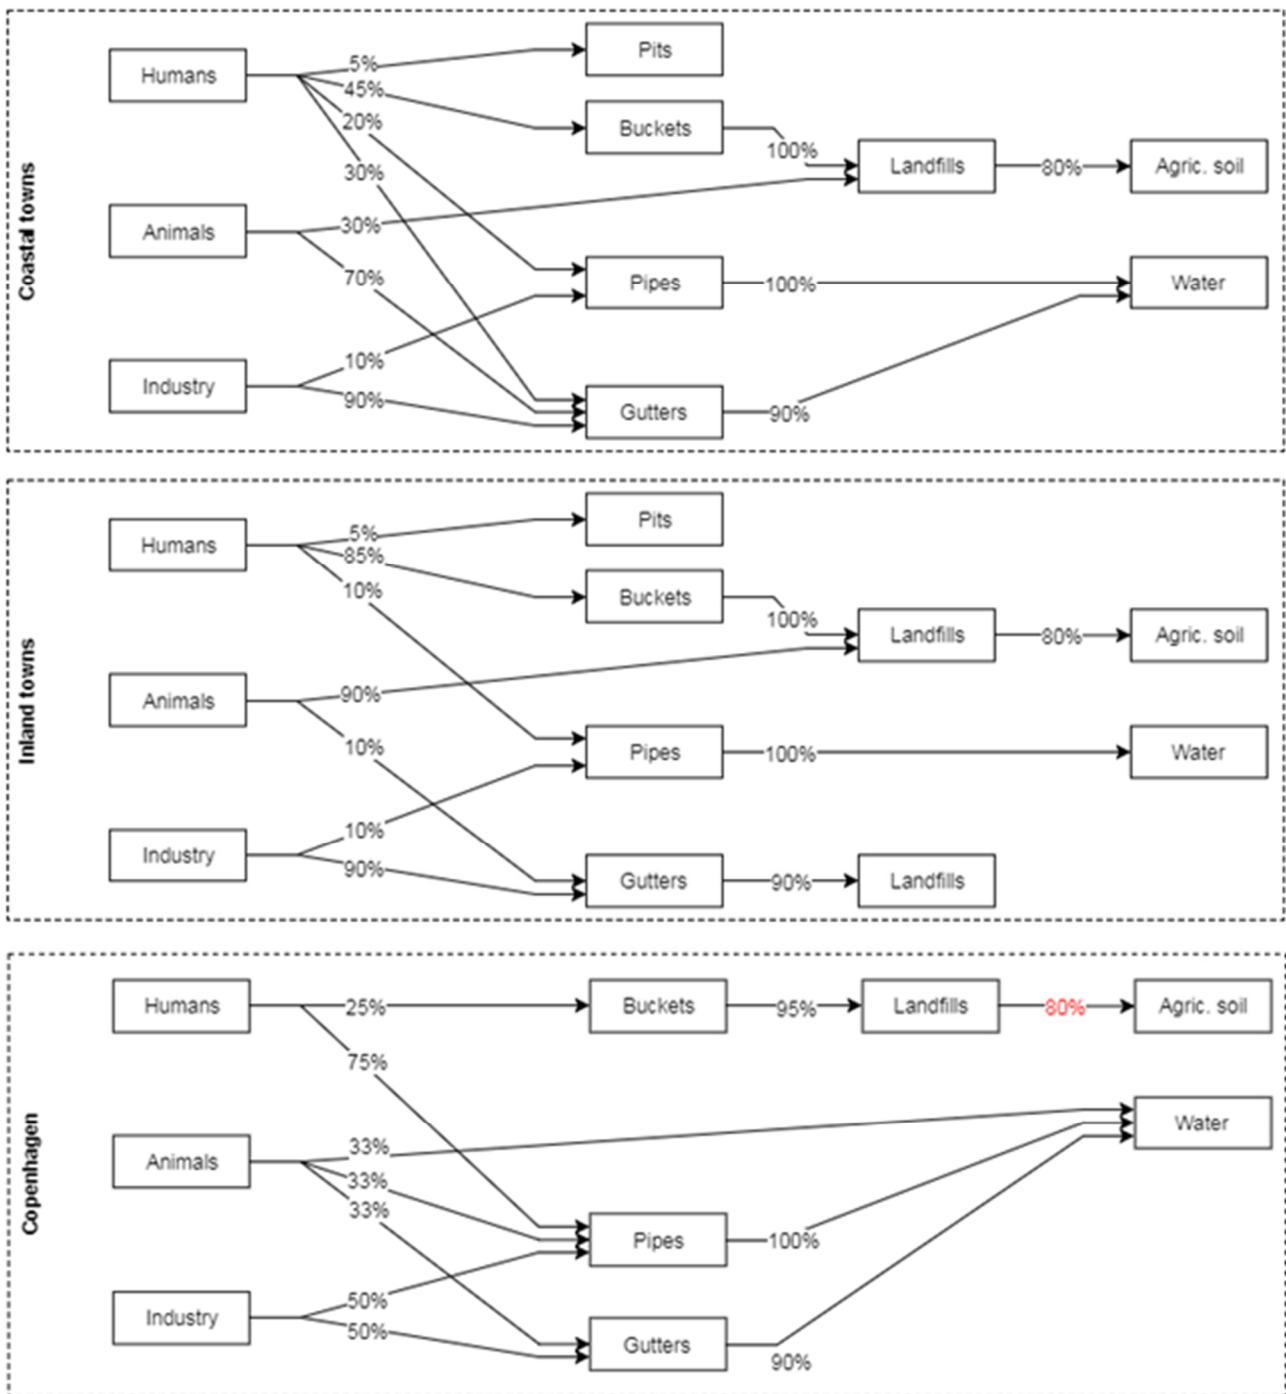 Coastal towns
Humans
5%
45%
20%
30%
Pits
Buckets
100%
Landfills
80%
Agric. soil
Animals
30%
70%
Pipes
100%
Water
Industry
10%
90%
Gutters
90%
Inland towns
Humans
5%
85%
10%
Pits
Buckets
100%
Landfills
80%
Agric. soil
Animals
90%
10%
Pipes
100%
Water
Industry
10%
90%
Gutters
90%
Landfills
Copenhagen
Humans
25%
75%
Buckets
95%
Landfills
80%
Agric. soil
Animals
33%
33%
33%
Water
Pipes
100%
Industry
50%
50%
Gutters
90%